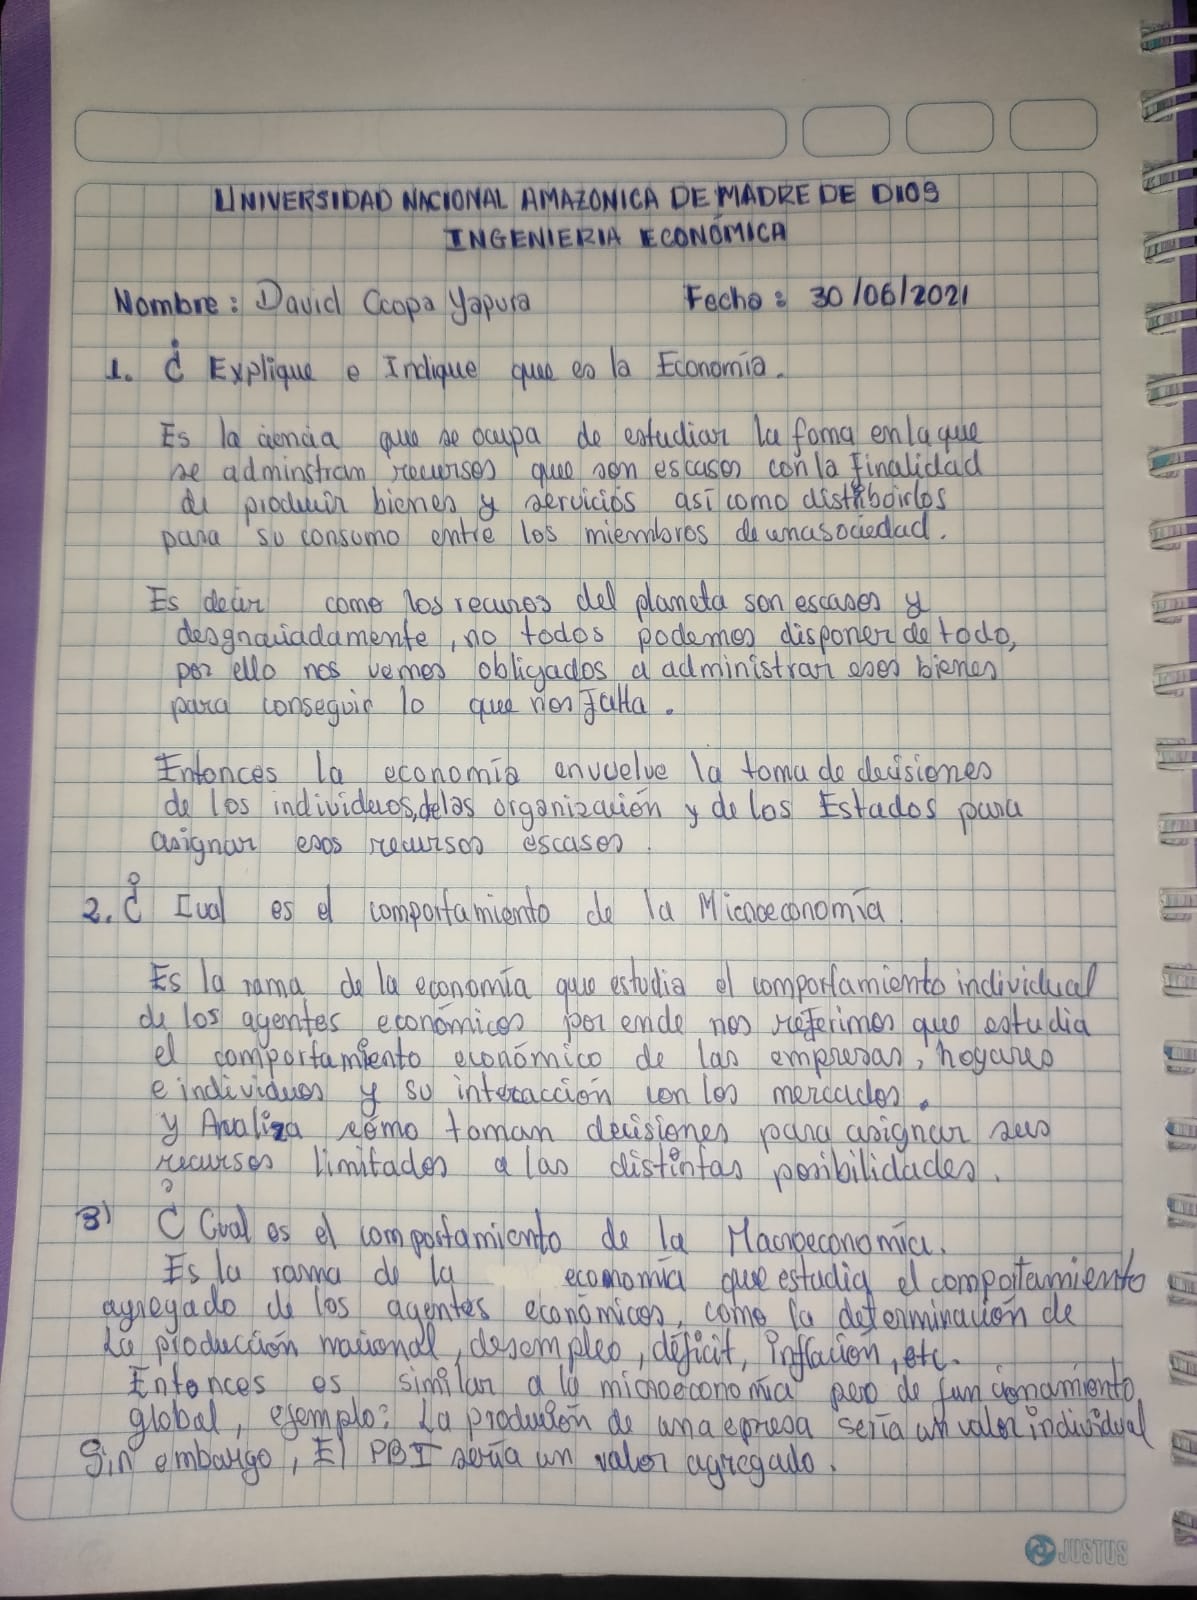 UNIVERSIDAD NACIONAL AMAZONICA DE MADRE DE DIOS
INGENIERIA ECONÓMICA
Nombre: David Ccopa Yapura Fecha: 30/06/2021
1. ¿ Explique e Indique que es la Economía.
Es la ciencia que se ocupa de estudiar la foma en la que
se adminstram recursos que son escasos con la finalidad
de producir bienes y servicios así como distriboirlos
para su consumo entre los miembros de una sociedad.
Es decir como los recursos del planeta son escasos y
desgraciadamente, no todos podemos disponer de todo,
por ello nos vemos obligados a administrar esos bienes
para conseguir lo que nos falta.
Entonces la economía envuelve la toma de decisiones
de los individuos, de las organización y de los Estados para
asignar esos recursos escasos.
2. ¿ Cual es el comportamiento de la Microeconomía.
Es la rama de la economía que estudia el comportamiento individual
de los agentes económicos por ende nos referimos que estudia
el comportamiento económico de las empresas, hogares
e individuos y su interacción con los mercados.
y Analiza cómo toman decisiones para asignar sus
recursos limitados a las distintas posibilidades.
3) ¿ Cual es el comportamiento de la Macroeconomía.
Es la rama de la economía que estudia el comportamiento
agregado de los agentes económicos, como la determinación de
La producción nacional, desempleo, déficit, inflación, etc.
Entonces es similar a la microeconomía pero de funcionamiento
global, ejemplo: La produción de una epresa seria un valor individual
Sin embargo, El PBI sería un valor agregado.
JUSTUS